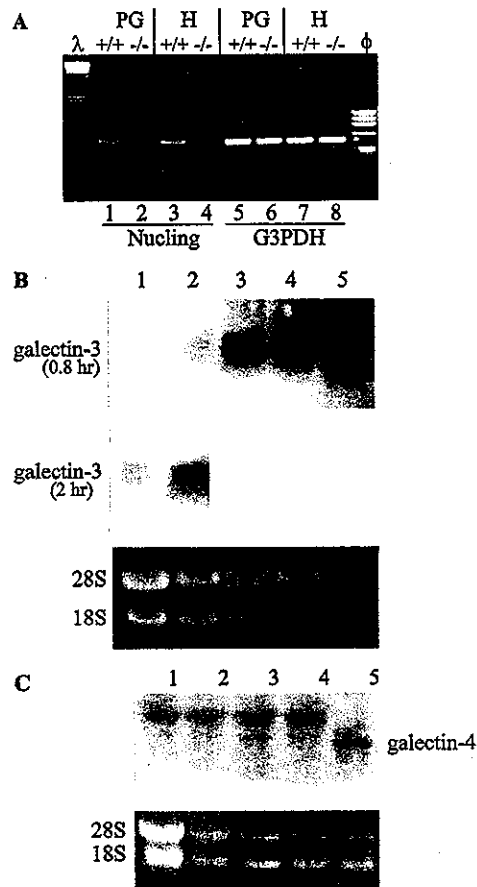 A
PG H PG H
λ +/+ -/- +/+ -/- +/+ -/- +/+ -/- ϕ
1 2 3 4 5 6 7 8
Nucling G3PDH
B 1 2 3 4 5
galectin-3
(0.8 hr)
galectin-3
(2 hr)
28S
18S
C 1 2 3 4 5
galectin-4
28S
18S